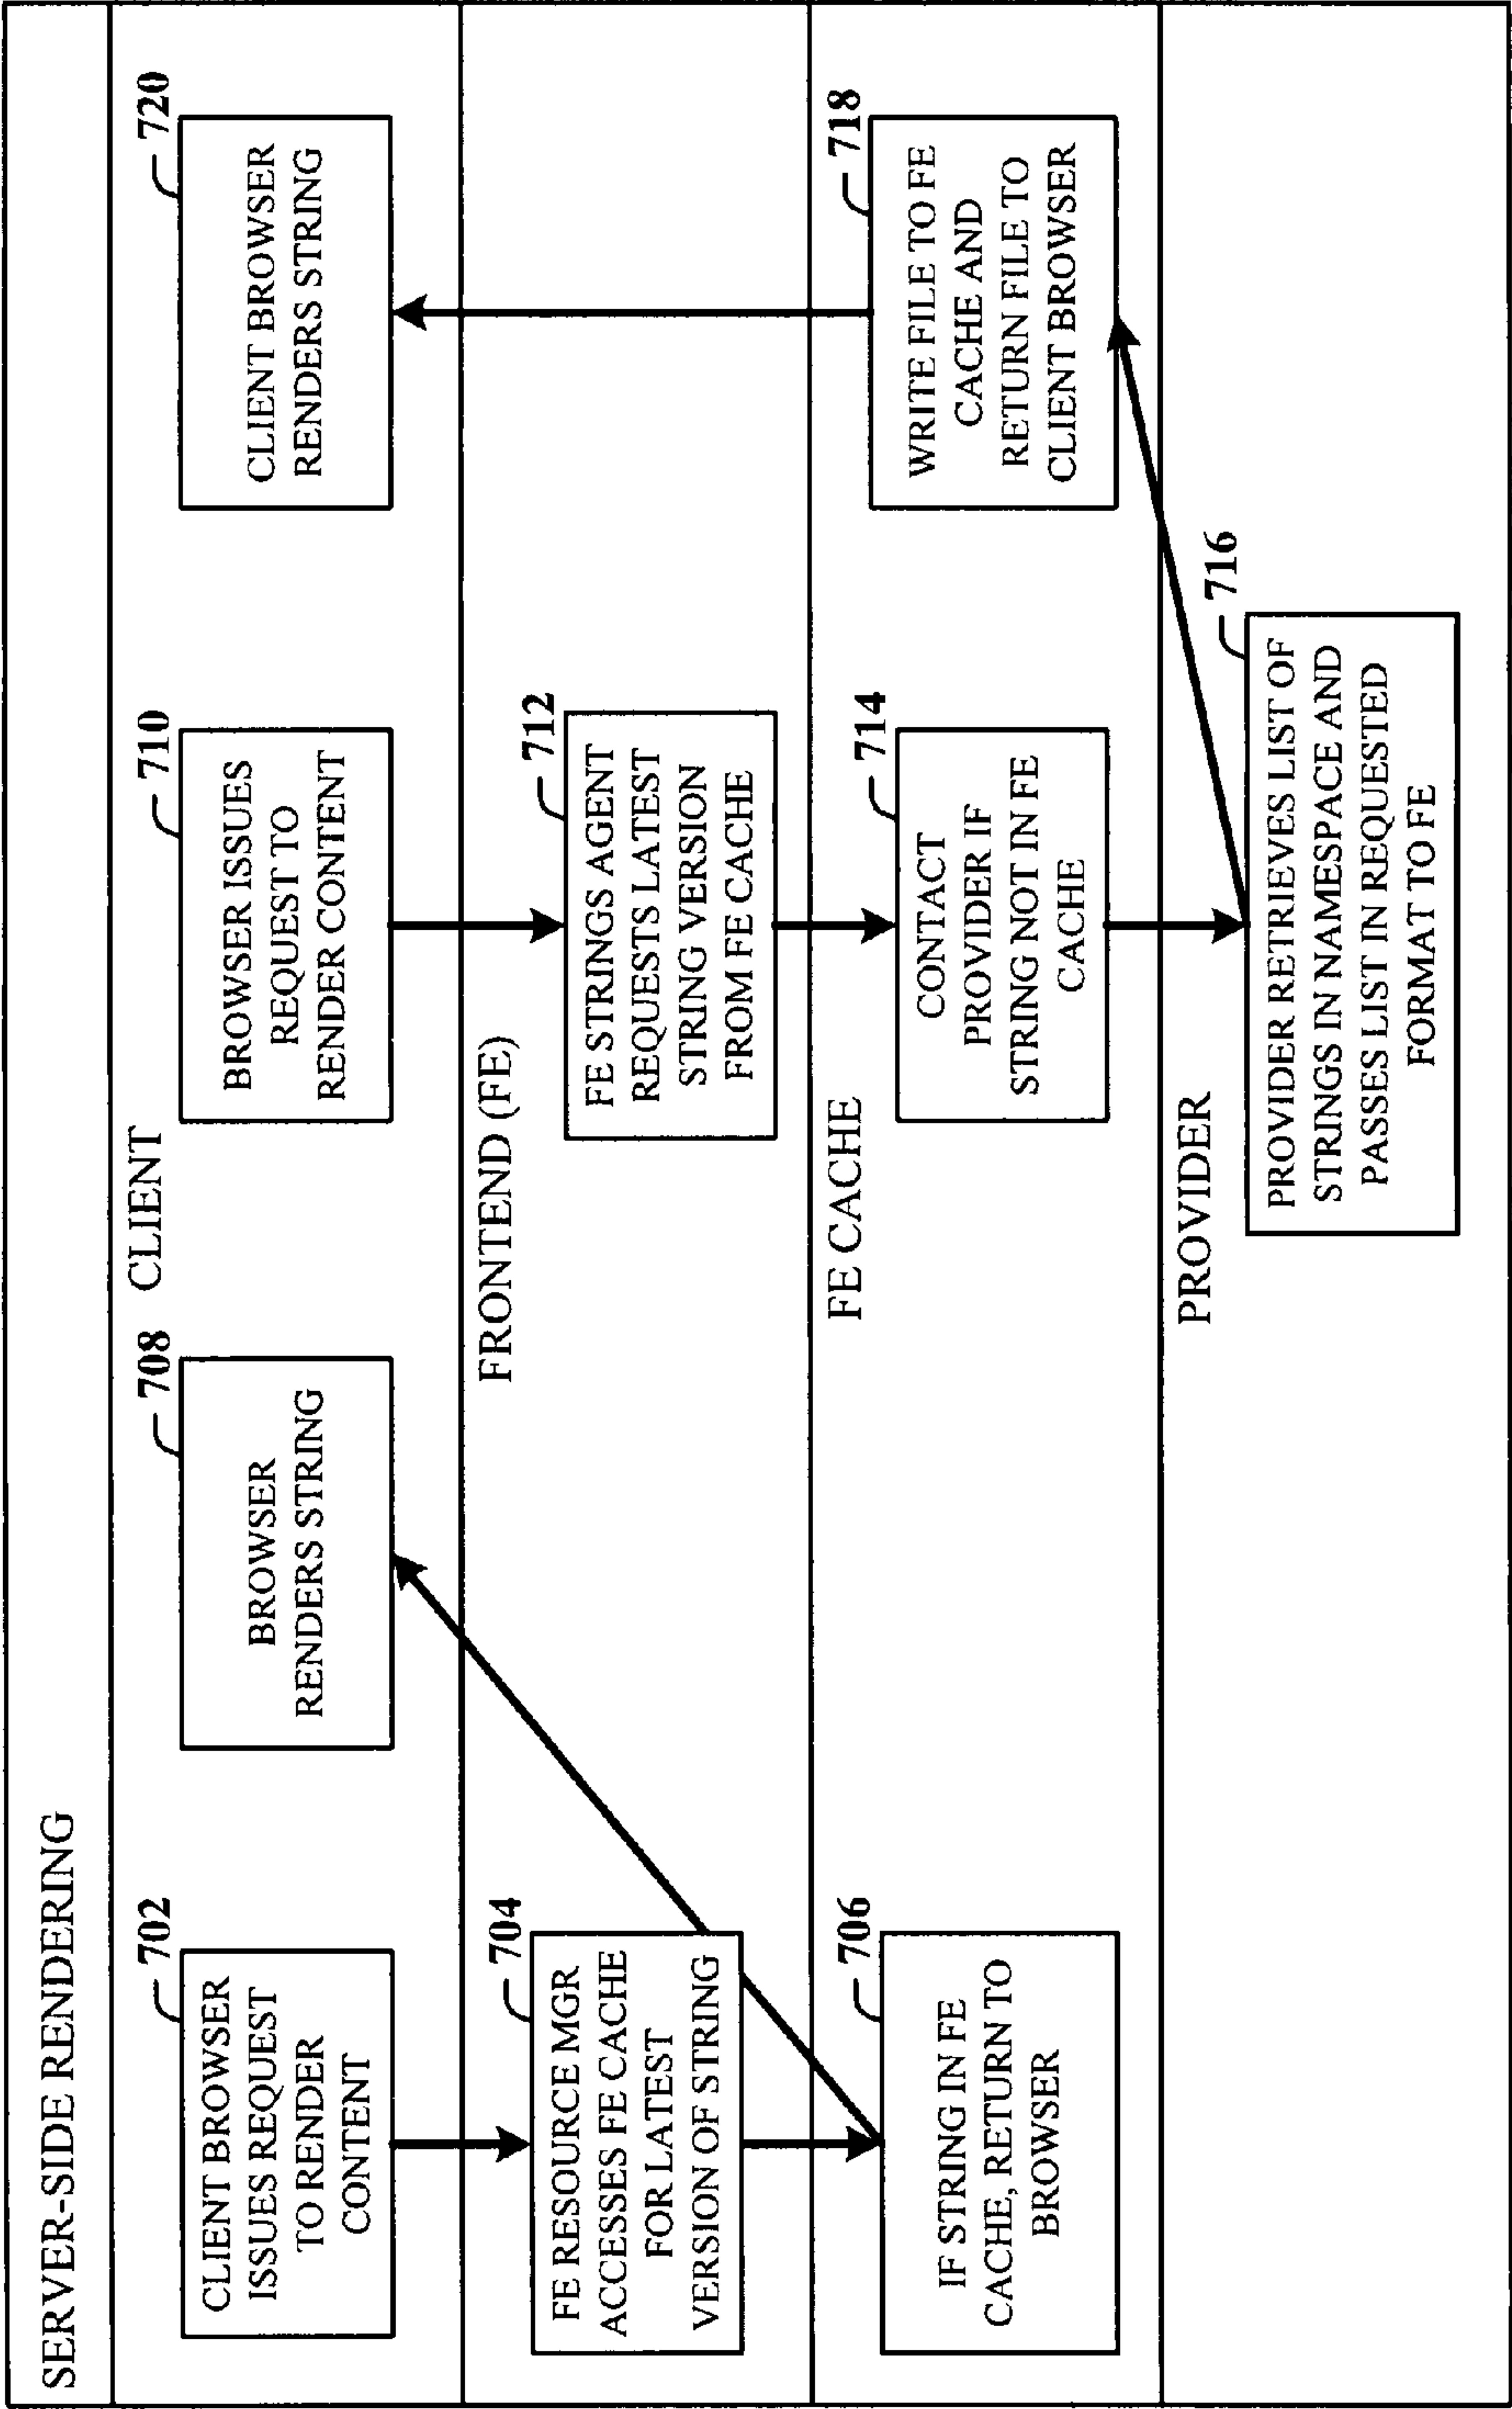 SERVER-SIDE RENDERING
CLIENT
702
CLIENT BROWSER
ISSUES REQUEST
TO RENDER
CONTENT
708
BROWSER
RENDERS STRING
710
BROWSER ISSUES
REQUEST TO
RENDER CONTENT
720
CLIENT BROWSER
RENDERS STRING
FRONTEND (FE)
704
FE RESOURCE MGR
ACCESSES FE CACHE
FOR LATEST
VERSION OF STRING
712
FE STRINGS AGENT
REQUESTS LATEST
STRING VERSION
FROM FE CACHE
FE CACHE
706
IF STRING IN FE
CACHE, RETURN TO
BROWSER
714
CONTACT
PROVIDER IF
STRING NOT IN FE
CACHE
718
WRITE FILE TO FE
CACHE AND
RETURN FILE TO
CLIENT BROWSER
PROVIDER
716
PROVIDER RETRIEVES LIST OF
STRINGS IN NAMESPACE AND
PASSES LIST IN REQUESTED
FORMAT TO FE